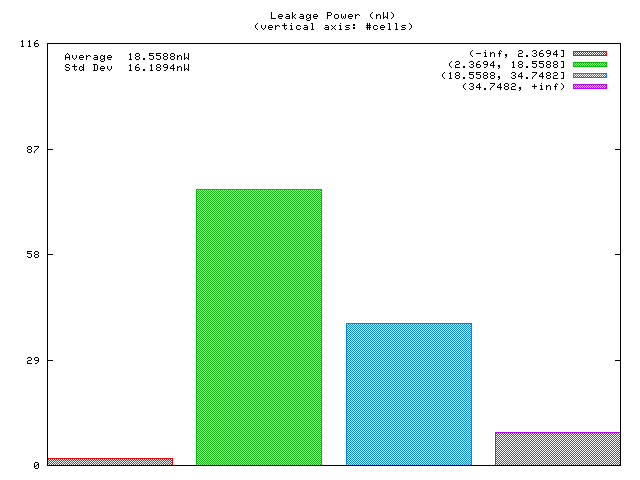 Leakage Power (nW)
(vertical axis: #cells)
116
Average  18.5588nW
Std Dev  16.1894nW
(-inf, 2.3694]
(2.3694, 18.5588]
(18.5588, 34.7482]
(34.7482, +inf)
87
58
29
0